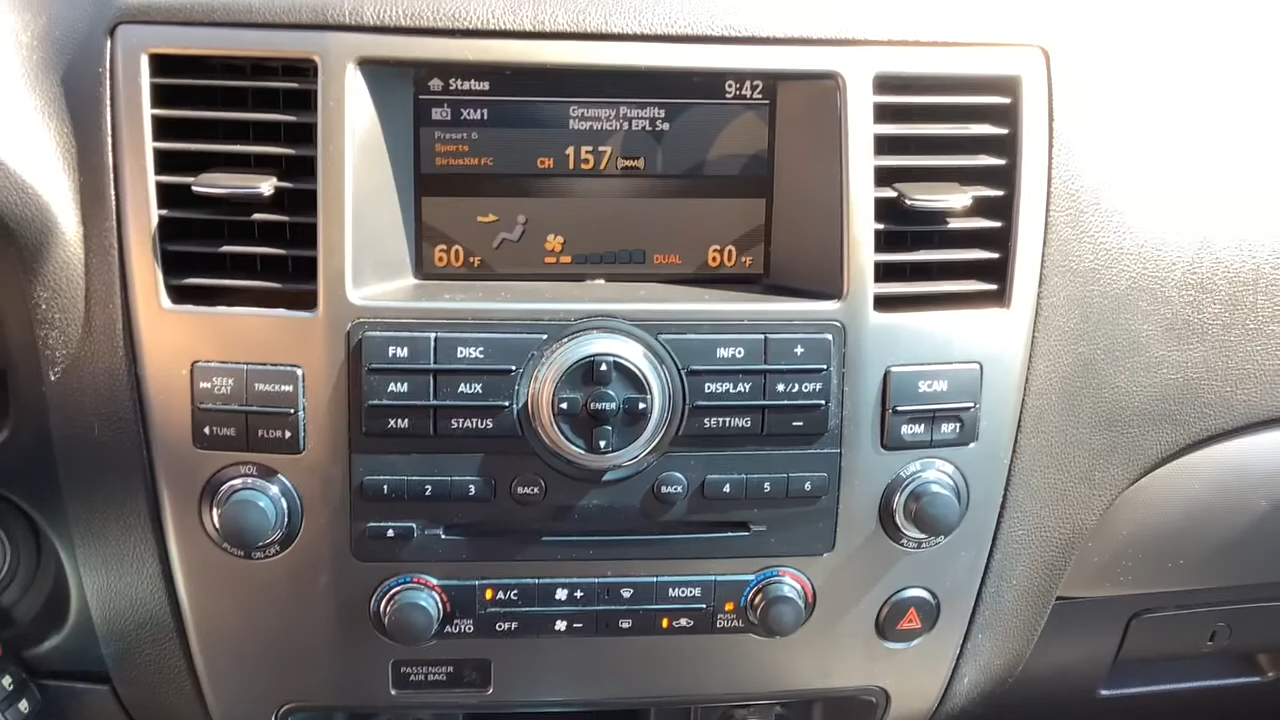 Status 9:42
XM1 Grumpy Pundits
Norwich's EPL Se
Preset 6
Sports
SiriusXM FC CH 157 ((XM))
60°F DUAL 60°F
FM DISC INFO +
AM AUX DISPLAY / OFF
XM STATUS SETTING −
ENTER
SEEK
CAT TRACK
TUNE FLDR
SCAN
RDM RPT
1 2 3 BACK BACK 4 5 6
VOL
PUSH ON·OFF
TUNE
PUSH AUDIO
A/C + MODE
OFF −
PUSH
AUTO
PUSH
DUAL
PASSENGER
AIR BAG